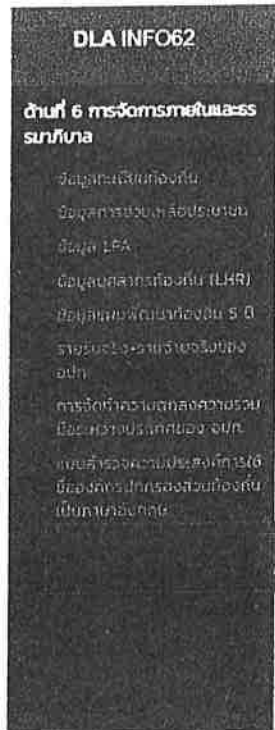 DLA INFO62
ด้านที่ 6 การจัดการภายในและธร
รมาภิบาล
ข้อมูลทะเบียนท้องถิ่น
ข้อมูลการช่วยเหลือประชาชน
ข้อมูล LPA
ข้อมูลบุคลากรท้องถิ่น (LHR)
ข้อมูลแผนพัฒนาท้องถิ่น 5 ปี
รายรับจริง-รายจ่ายจริงของ
อปท.
การจัดทำความตกลงความร่วม
มือระหว่างประเทศของ อปท.
แบบสำรวจความประสงค์การใช้
ชื่อองค์กรปกครองส่วนท้องถิ่น
เป็นภาษาอังกฤษ